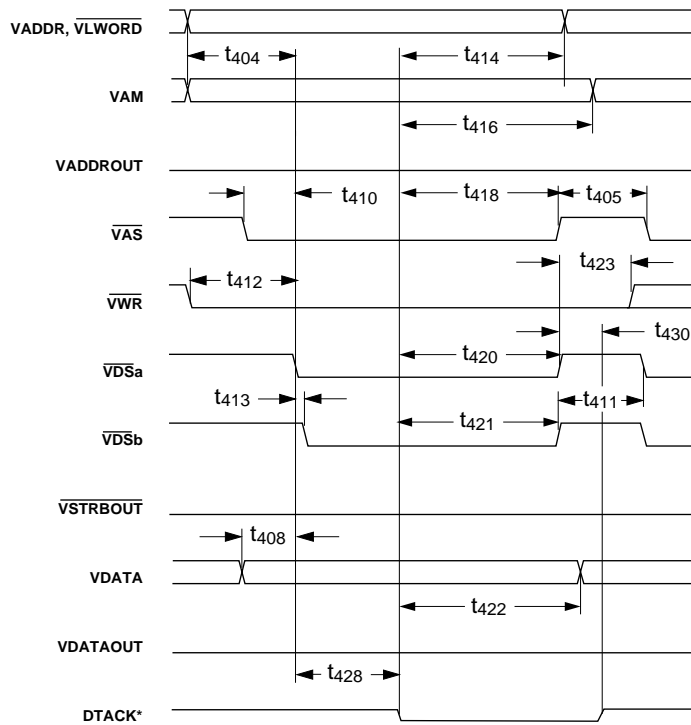 VADDR, VLWORD
t404
t414
VAM
t416
VADDROUT
t410
t418
t405
VAS
t423
t412
VWR
t430
t420
VDSa
t413
t411
t421
VDSb
VSTRBOUT
t408
VDATA
t422
VDATAOUT
t428
DTACK*